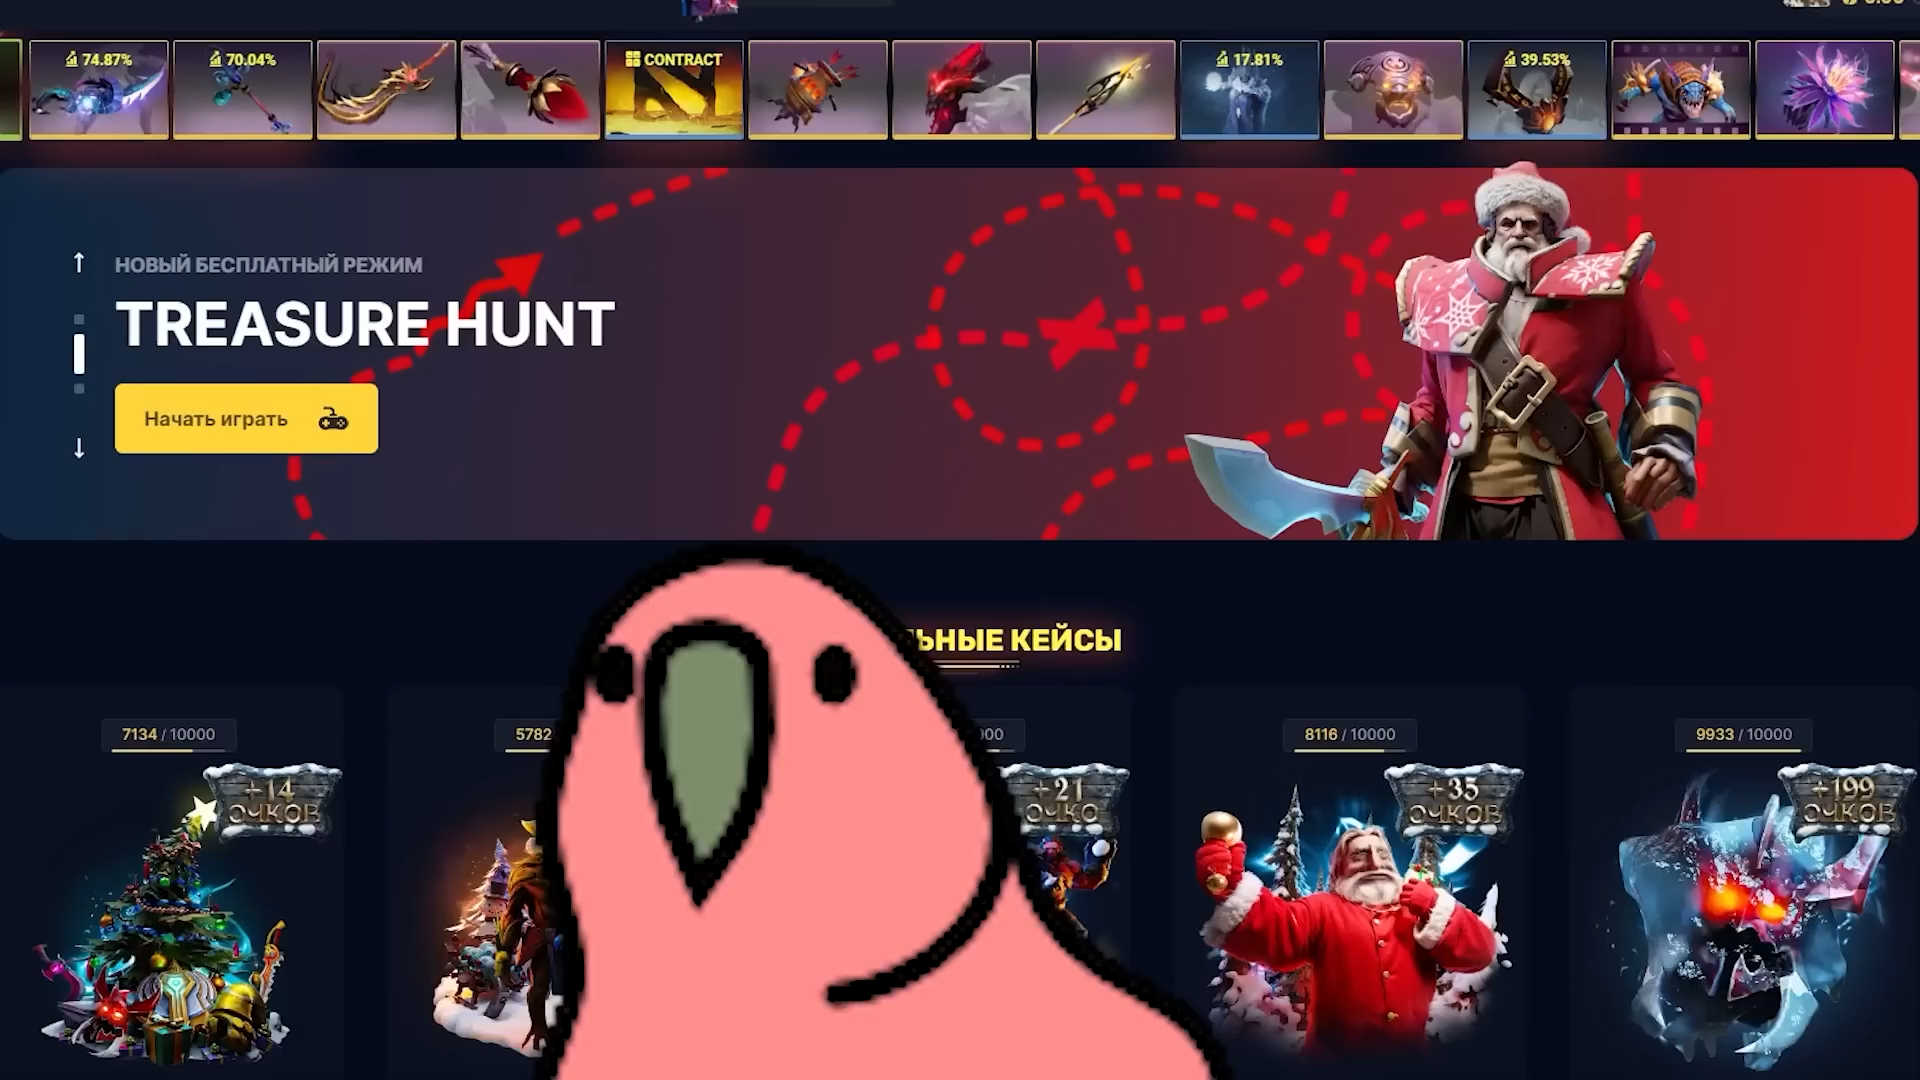 74.87%
70.04%
CONTRACT
17.81%
39.53%
НОВЫЙ БЕСПЛАТНЫЙ РЕЖИМ
TREASURE HUNT
Начать играть
КЕЙСЫ
7134 / 10000
5782
8116 / 10000
9933 / 10000
+14
ОЧКОВ
+21
ОЧКО
+35
ОЧКОВ
+199
ОЧКОВ